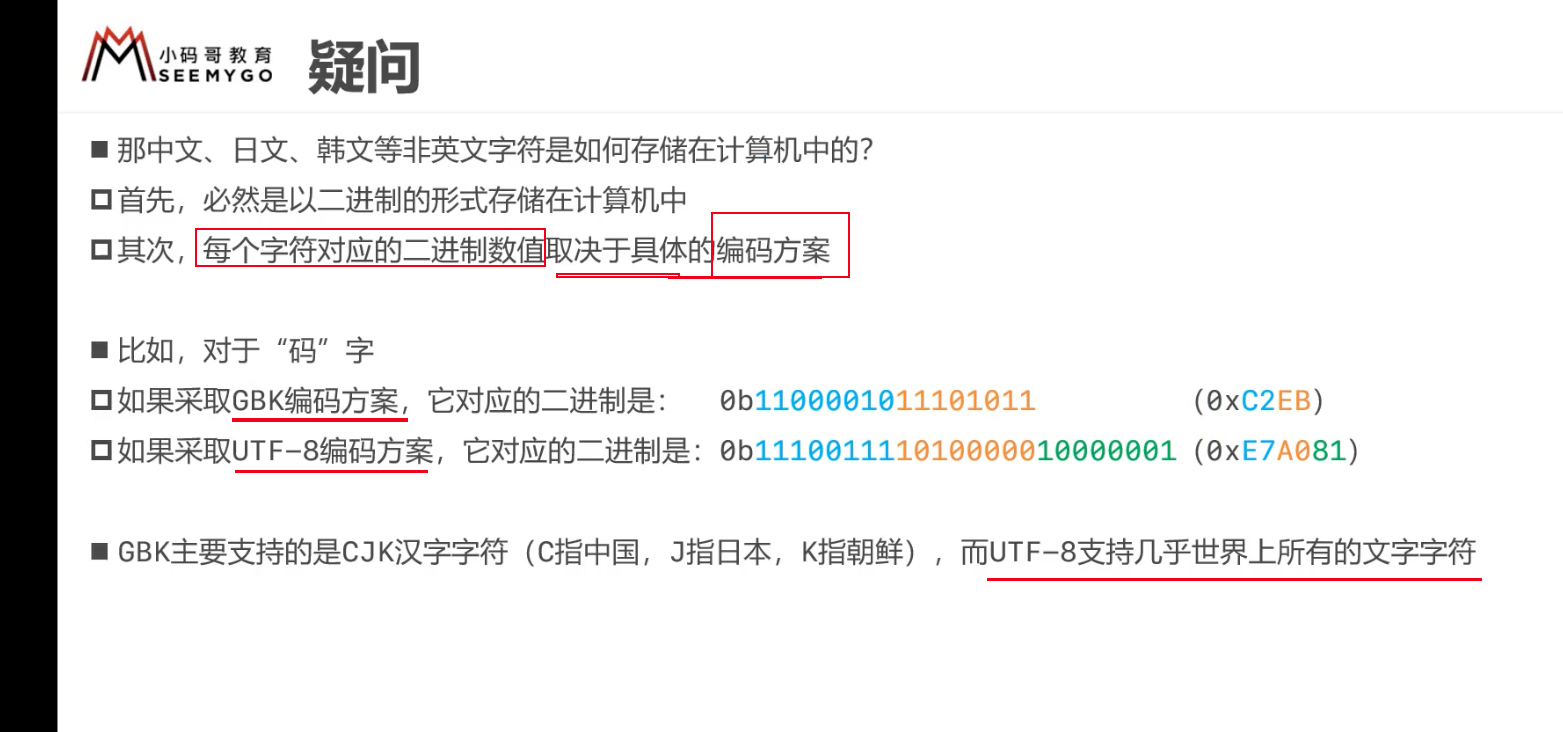 小码哥教育
SEEMYGO
疑问
那中文、日文、韩文等非英文字符是如何存储在计算机中的？
首先，必然是以二进制的形式存储在计算机中
其次，每个字符对应的二进制数值取决于具体的编码方案
比如，对于“码”字
如果采取GBK编码方案，它对应的二进制是： 0b1100001011101011 (0xC2EB)
如果采取UTF-8编码方案，它对应的二进制是：0b111001111010000010000001 (0xE7A081)
GBK主要支持的是CJK汉字字符（C指中国，J指日本，K指朝鲜），而UTF-8支持几乎世界上所有的文字字符